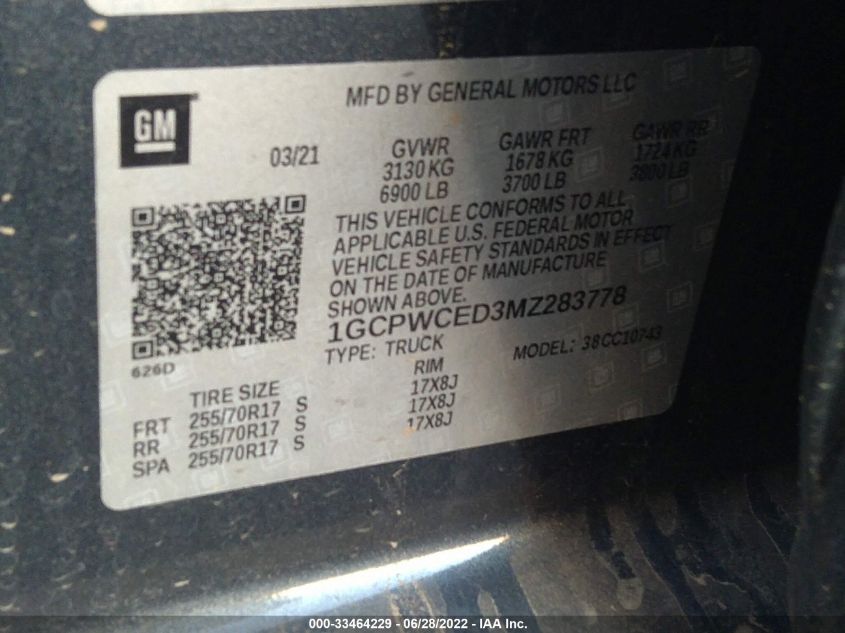 GM
MFD BY GENERAL MOTORS LLC
03/21
GVWR GAWR FRT GAWR RR
3130 KG 1678 KG 1724 KG
6900 LB 3700 LB 3800 LB
THIS VEHICLE CONFORMS TO ALL
APPLICABLE U.S. FEDERAL MOTOR
VEHICLE SAFETY STANDARDS IN EFFECT
ON THE DATE OF MANUFACTURE
SHOWN ABOVE.
1GCPWCED3MZ283778
TYPE: TRUCK MODEL: 38CC10743
626D
TIRE SIZE RIM
FRT 255/70R17 S 17X8J
RR 255/70R17 S 17X8J
SPA 255/70R17 S 17X8J
000-33464229 - 06/28/2022 - IAA Inc.